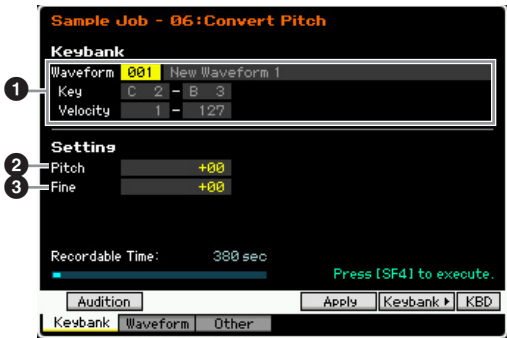 Sample Job - 06:Convert Pitch
Keybank
1 Waveform 001 New Waveform 1
Key C 2 - B 3
Velocity 1 - 127
Setting
2 Pitch +00
3 Fine +00
Recordable Time: 380 sec
Press [SF4] to execute.
Audition Apply Keybank KBD
Keybank Waveform Other